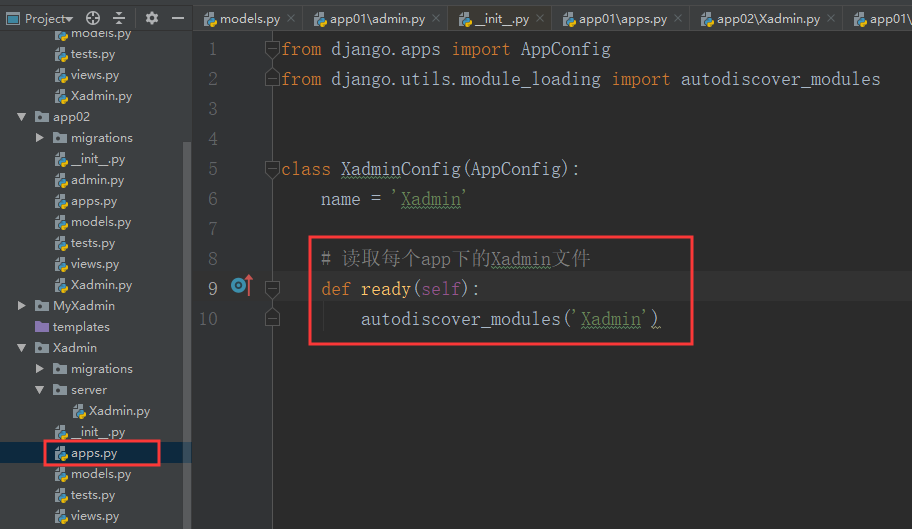 Project
models.py
app01\admin.py
__init__.py
app01\apps.py
app02\Xadmin.py
app01\
models.py
tests.py
views.py
Xadmin.py
app02
migrations
__init__.py
admin.py
apps.py
models.py
tests.py
views.py
Xadmin.py
MyXadmin
templates
Xadmin
migrations
server
Xadmin.py
__init__.py
apps.py
models.py
tests.py
views.py
1 from django.apps import AppConfig
2 from django.utils.module_loading import autodiscover_modules
3
4
5 class XadminConfig(AppConfig):
6 name = 'Xadmin'
7
8 # 读取每个app下的Xadmin文件
9 def ready(self):
10 autodiscover_modules('Xadmin')